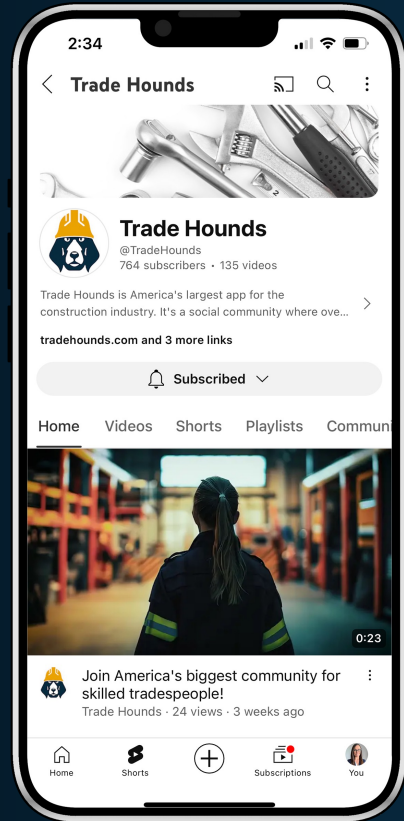 2:34
Trade Hounds
Trade Hounds
@TradeHounds
764 subscribers • 135 videos
Trade Hounds is America's largest app for the
construction industry. It's a social community where ove...
tradehounds.com and 3 more links
Subscribed
Home Videos Shorts Playlists Communi
0:23
Join America's biggest community for
skilled tradespeople!
Trade Hounds · 24 views · 3 weeks ago
Home Shorts Subscriptions You